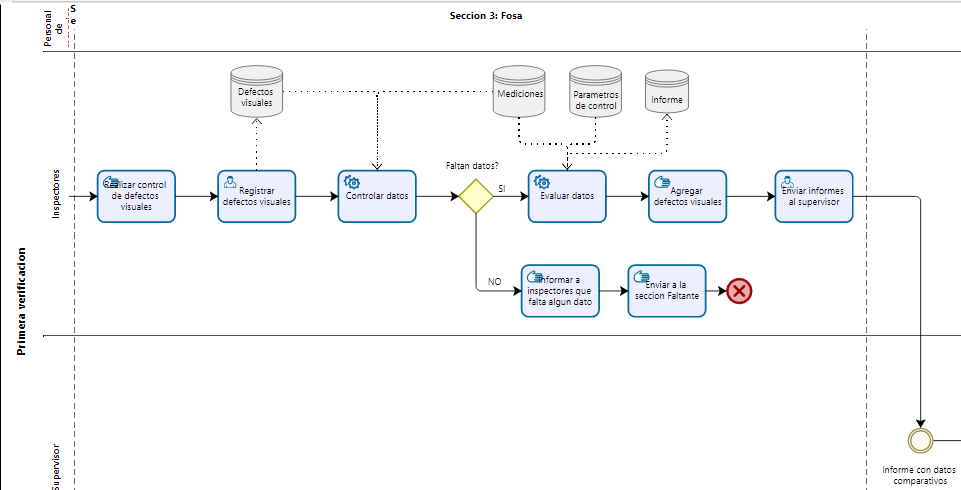 Se
Seccion 3: Fosa
Personal
de
Primera verificacion
Inspectores
Defectos
visuales
Mediciones
Parametros
de control
Informe
Realizar control
de defectos
visuales
Registrar
defectos visuales
Controlar datos
Faltan datos?
SI
Evaluar datos
Agregar
defectos visuales
Enviar informes
al supervisor
NO
Informar a
inspectores que
falta algun dato
Enviar a la
seccion Faltante
Supervisor
Informe con datos
comparativos